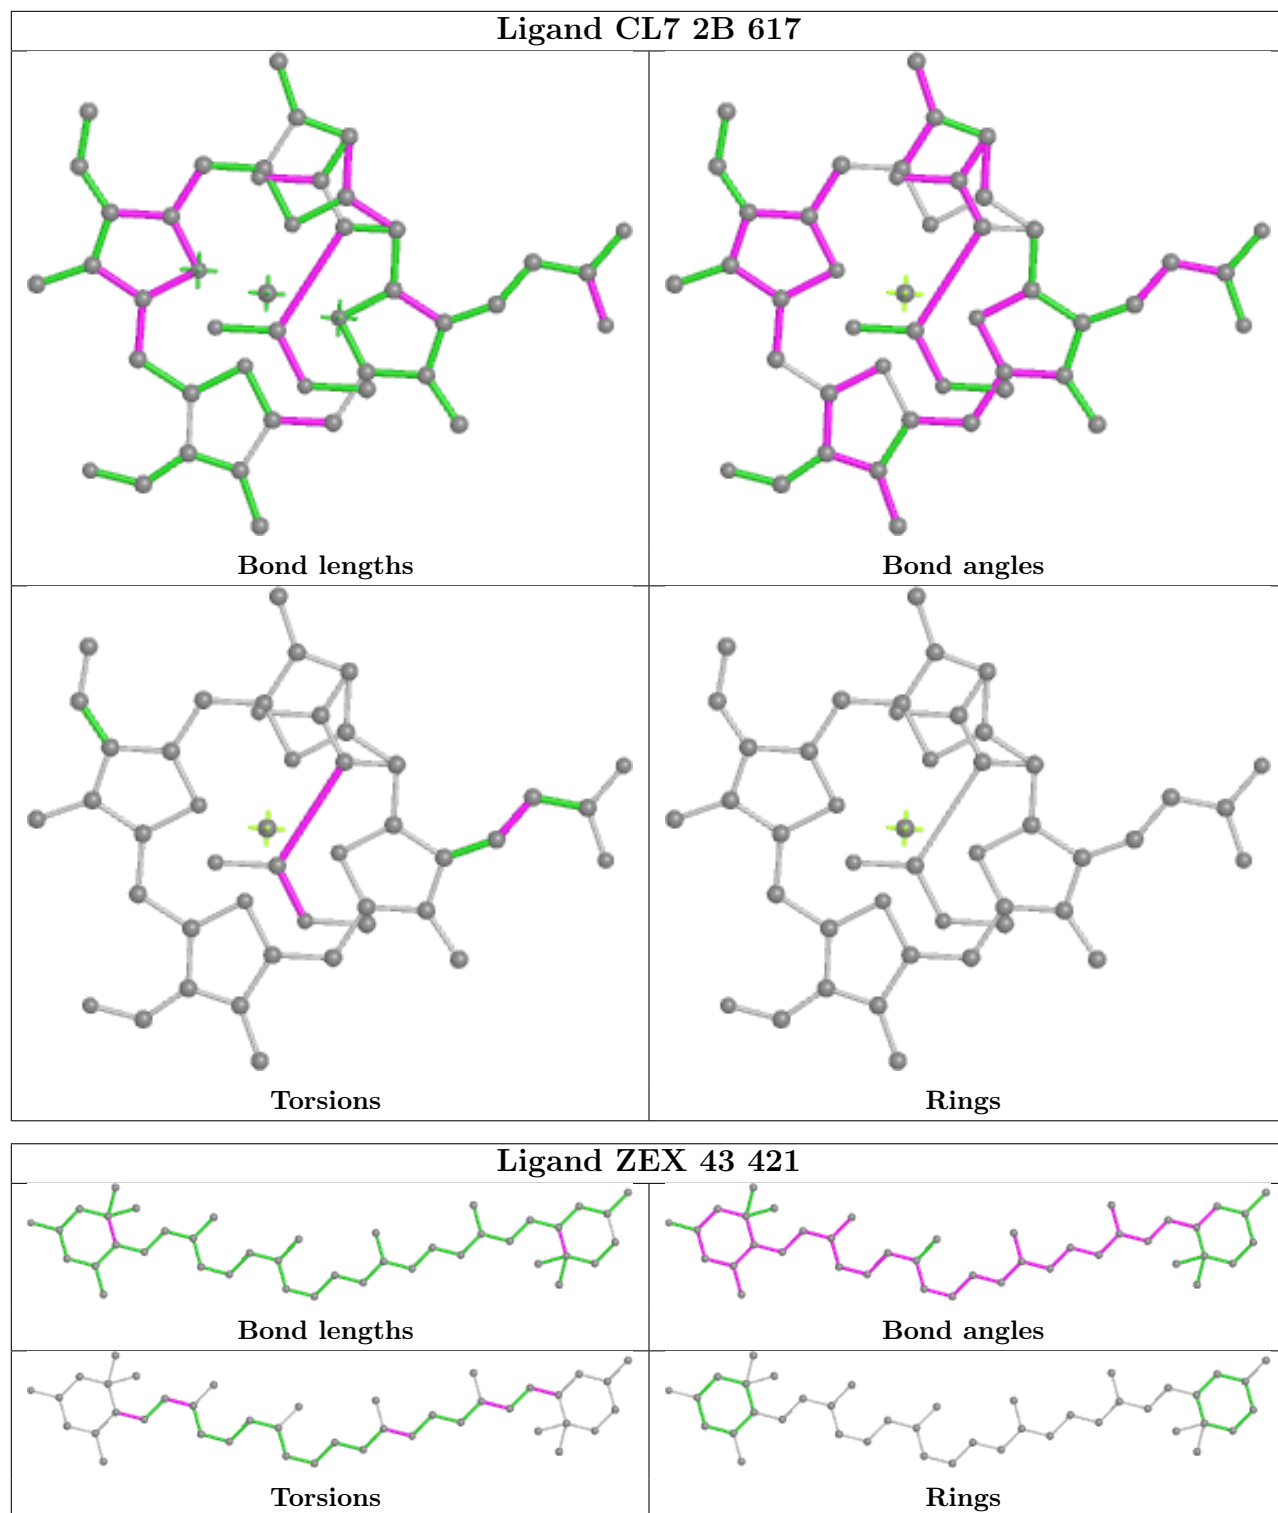 Ligand CL7 2B 617
Bond lengths
Bond angles
Torsions
Rings
Ligand ZEX 43 421
Bond lengths
Bond angles
Torsions
Rings